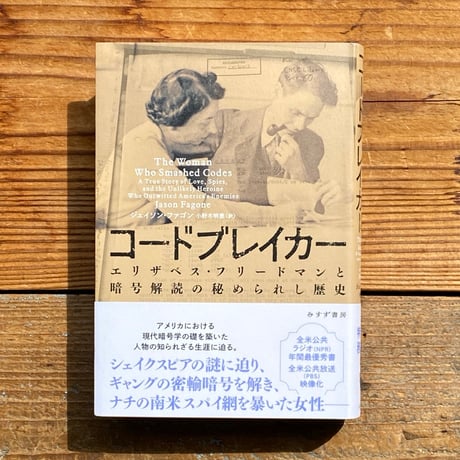 The Woman
Who Smashed Codes
A True Story of Love, Spies,
and the Unlikely Heroine
Who Outwitted America's Enemies
Jason Fagone
ジェイソン・ファゴン 小野木明恵[訳]
コードブレイカー
エリザベス・フリードマンと
暗号解読の秘められし歴史
みすず書房
アメリカにおける
現代暗号学の礎を築いた
人物の知られざる生涯に迫る。
シェイクスピアの謎に迫り、
ギャングの密輸暗号を解き、
ナチの南米スパイ網を暴いた女性
全米公共
ラジオ(NPR)
年間最優秀書
全米公共放送
(PBS)
映像化